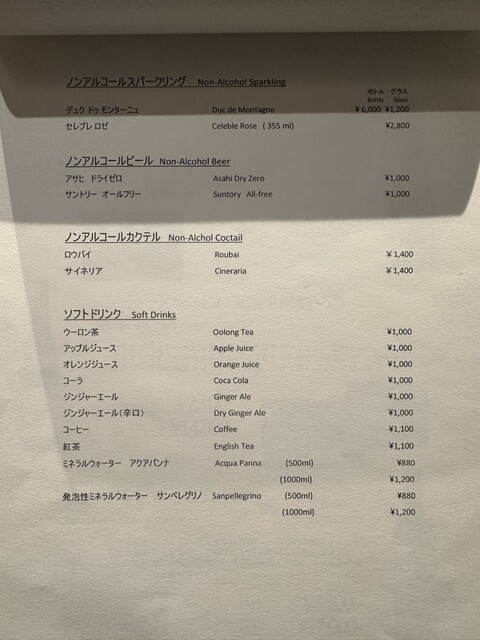 ノンアルコールスパークリング Non-Alcohol Sparkling
ボトル グラス
Bottle Glass
デュク ドゥ モンターニュ Duc de Montagne ¥6,000 ¥1,200
セレブレ ロゼ Celeble Rose ( 355 ml) ¥2,800
ノンアルコールビール Non-Alcohol Beer
アサヒ ドライゼロ Asahi Dry Zero ¥1,000
サントリー オールフリー Suntory All-free ¥1,000
ノンアルコールカクテル Non-Alchol Coctail
ロウバイ Roubai ¥1,400
サイネリア Cineraria ¥1,400
ソフトドリンク Soft Drinks
ウーロン茶 Oolong Tea ¥1,000
アップルジュース Apple Juice ¥1,000
オレンジジュース Orange Juice ¥1,000
コーラ Coca Cola ¥1,000
ジンジャーエール Ginger Ale ¥1,000
ジンジャーエール(辛口) Dry Ginger Ale ¥1,000
コーヒー Coffee ¥1,100
紅茶 English Tea ¥1,100
ミネラルウォーター アクアパンナ Acqua Panna (500ml) ¥880
(1000ml) ¥1,200
発泡性ミネラルウォーター サンペレグリノ Sanpellegrino (500ml) ¥880
(1000ml) ¥1,200